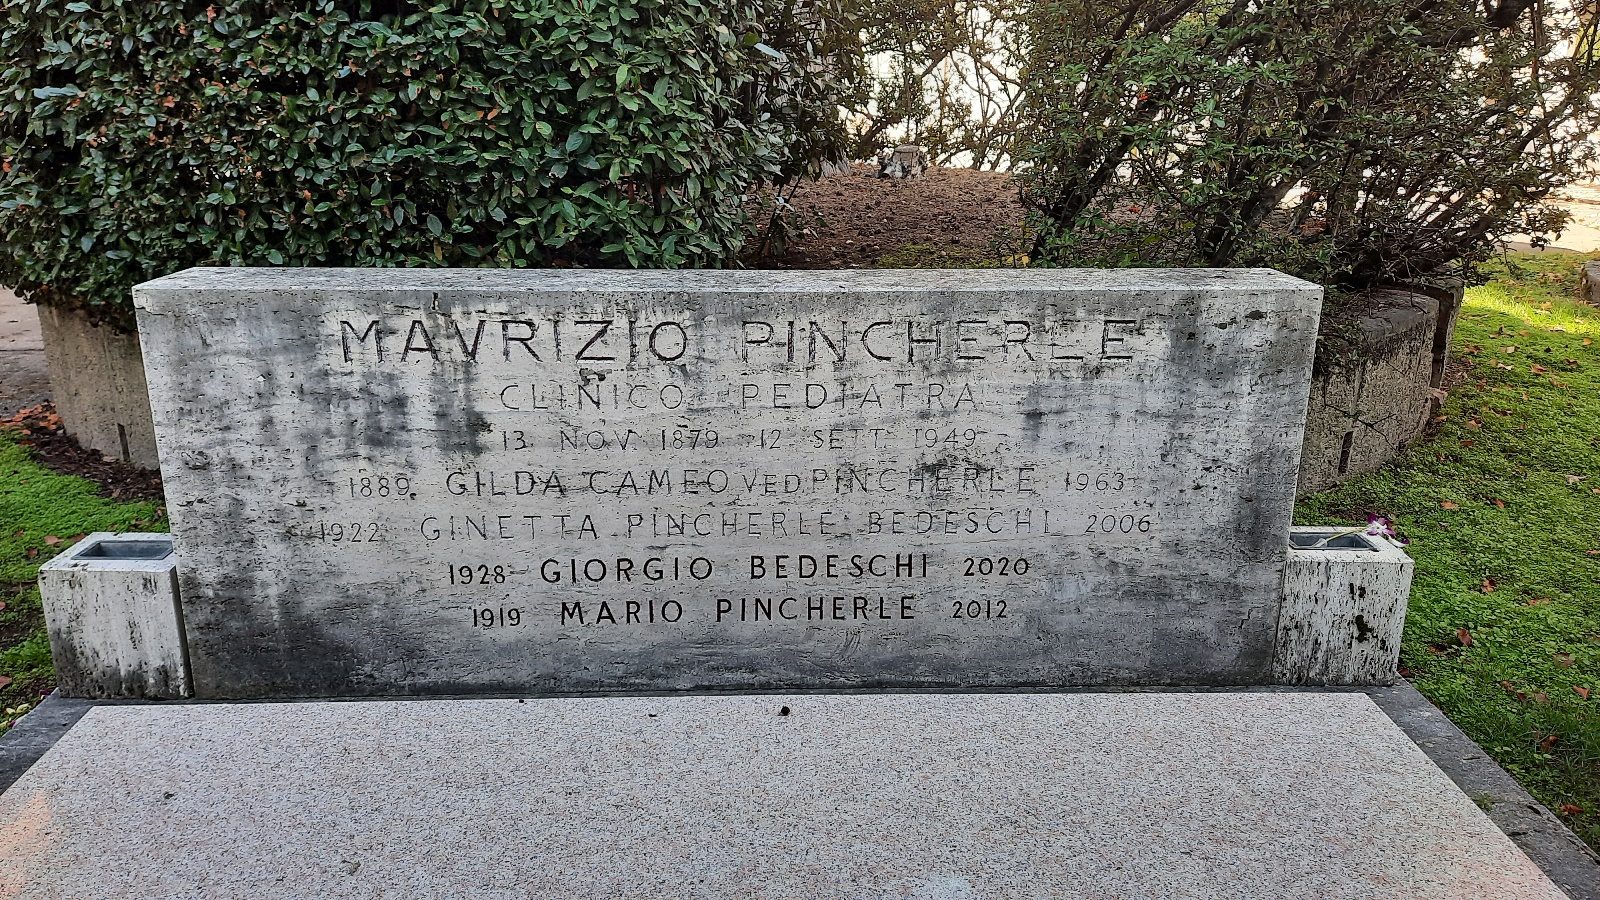 MAVRIZIO PINCHERLE
CLINICO PEDIATRA
13 NOV. 1879 - 12 SETT. 1949
1889 GILDA CAMEO VED PINCHERLE 1963
1922 GINETTA PINCHERLE BEDESCHI 2006
1928 GIORGIO BEDESCHI 2020
1919 MARIO PINCHERLE 2012